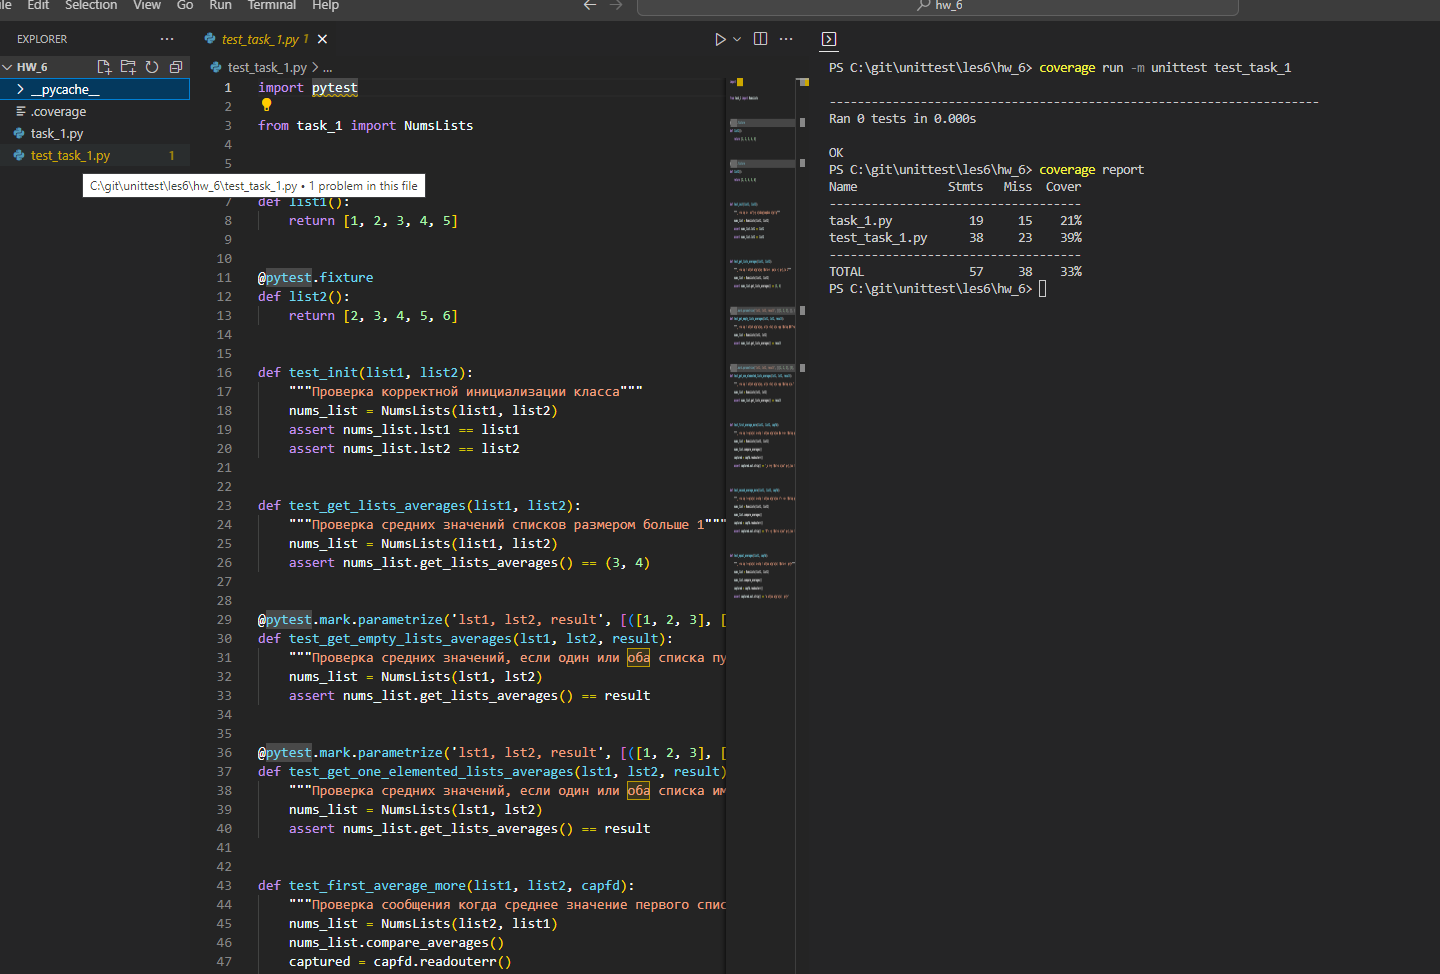 Edit Selection View Go Run Terminal Help
hw_6
EXPLORER
HW_6
__pycache__
.coverage
task_1.py
test_task_1.py 1
C:\git\unittest\les6\hw_6\test_task_1.py • 1 problem in this file
test_task_1.py 1
test_task_1.py > ...
1 import pytest
2
3 from task_1 import NumsLists
4
5
7 def list1():
8 return [1, 2, 3, 4, 5]
9
10
11 @pytest.fixture
12 def list2():
13 return [2, 3, 4, 5, 6]
14
15
16 def test_init(list1, list2):
17 """Проверка корректной инициализации класса"""
18 nums_list = NumsLists(list1, list2)
19 assert nums_list.lst1 == list1
20 assert nums_list.lst2 == list2
21
22
23 def test_get_lists_averages(list1, list2):
24 """Проверка средних значений списков размером больше 1"""
25 nums_list = NumsLists(list1, list2)
26 assert nums_list.get_lists_averages() == (3, 4)
27
28
29 @pytest.mark.parametrize('lst1, lst2, result', [([1, 2, 3], [
30 def test_get_empty_lists_averages(lst1, lst2, result):
31 """Проверка средних значений, если один или оба списка пу
32 nums_list = NumsLists(lst1, lst2)
33 assert nums_list.get_lists_averages() == result
34
35
36 @pytest.mark.parametrize('lst1, lst2, result', [([1, 2, 3], [
37 def test_get_one_elemented_lists_averages(lst1, lst2, result)
38 """Проверка средних значений, если один или оба списка им
39 nums_list = NumsLists(lst1, lst2)
40 assert nums_list.get_lists_averages() == result
41
42
43 def test_first_average_more(list1, list2, capfd):
44 """Проверка сообщения когда среднее значение первого спис
45 nums_list = NumsLists(list2, list1)
46 nums_list.compare_averages()
47 captured = capfd.readouterr()
PS C:\git\unittest\les6\hw_6> coverage run -m unittest test_task_1
----------------------------------------------------------------------
Ran 0 tests in 0.000s
OK
PS C:\git\unittest\les6\hw_6> coverage report
Name Stmts Miss Cover
------------------------------------
task_1.py 19 15 21%
test_task_1.py 38 23 39%
------------------------------------
TOTAL 57 38 33%
PS C:\git\unittest\les6\hw_6>